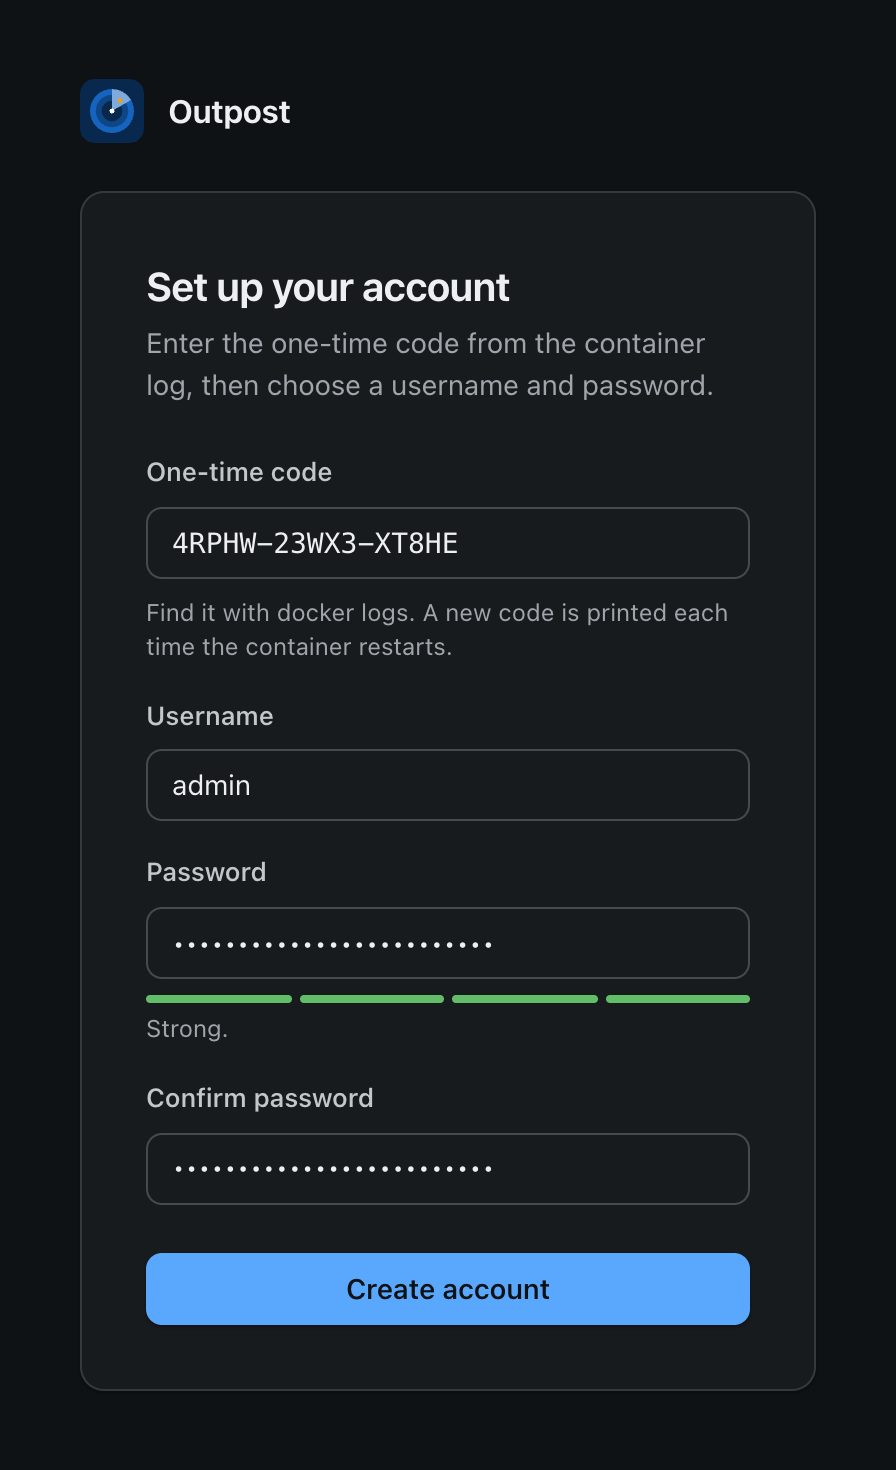 Outpost
Set up your account
Enter the one-time code from the container
log, then choose a username and password.
One-time code
4RPHW–23WX3–XT8HE
Find it with docker logs. A new code is printed each
time the container restarts.
Username
admin
Password
•••••••••••••••••••••••••
Strong.
Confirm password
•••••••••••••••••••••••••
Create account